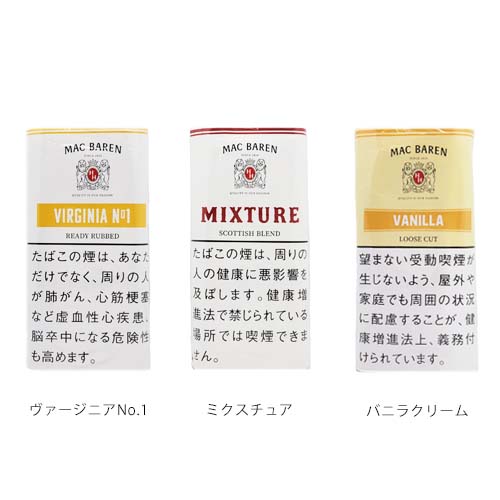 MAC BAREN
SINCE 1826
VIRGINIA No1
READY RUBBED
たばこの煙は、あなた
だけでなく、周りの人
が肺がん、心筋梗塞
など虚血性心疾患、
脳卒中になる危険性
も高めます。
ヴァージニアNo.1
MAC BAREN
SINCE 1826
MIXTURE
SCOTTISH BLEND
たばこの煙は、周りの
人の健康に悪影響を
及ぼします。健康増
進法で禁じられている
場所では喫煙できま
せん。
ミクスチュア
MAC BAREN
SINCE 1826
VANILLA
LOOSE CUT
望まない受動喫煙が
生じないよう、屋外や
家庭でも周囲の状況
に配慮することが、健
康増進法上、義務付
けられています。
バニラクリーム